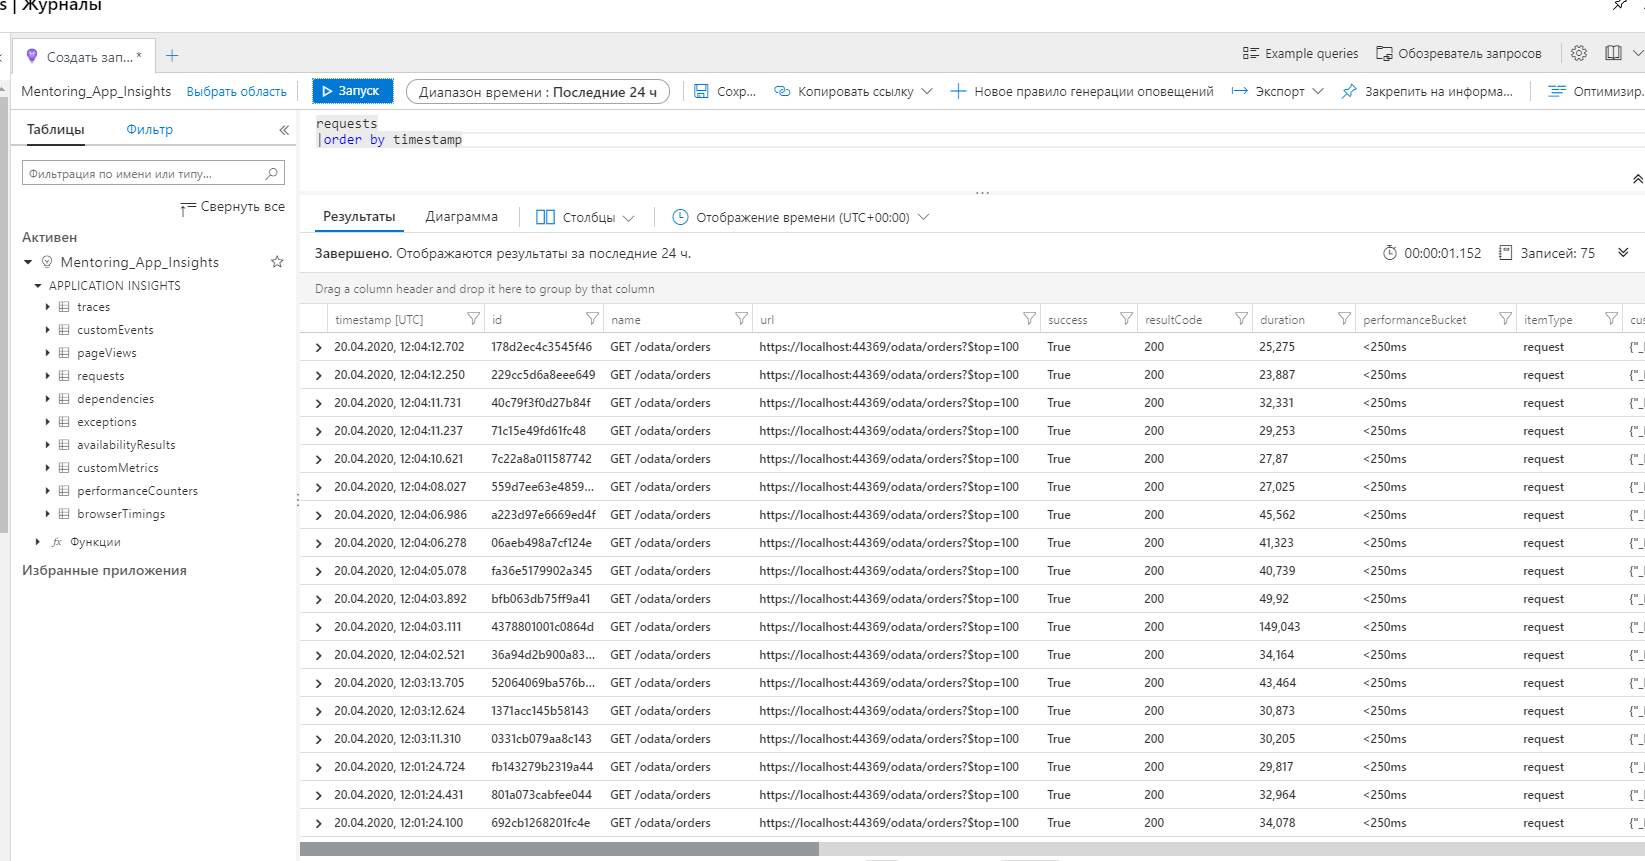 s | Журналы
Создать зап... *
Example queries
Обозреватель запросов
Mentoring_App_Insights
Выбрать область
Запуск
Диапазон времени : Последние 24 ч
Сохр...
Копировать ссылку
Новое правило генерации оповещений
Экспорт
Закрепить на информа...
Оптимизир.
Таблицы
Фильтр
requests
|order by timestamp
Фильтрация по имени или типу...
Свернуть все
Результаты
Диаграмма
Столбцы
Отображение времени (UTC+00:00)
Активен
Завершено. Отображаются результаты за последние 24 ч.
00:00:01.152
Записей: 75
Mentoring_App_Insights
APPLICATION INSIGHTS
traces
customEvents
pageViews
requests
dependencies
exceptions
availabilityResults
customMetrics
performanceCounters
browserTimings
fx Функции
Избранные приложения
Drag a column header and drop it here to group by that column
timestamp [UTC] id name url success resultCode duration performanceBucket itemType cus
20.04.2020, 12:04:12.702 178d2ec4c3545f46 GET /odata/orders https://localhost:44369/odata/orders?$top=100 True 200 25,275 <250ms request {"_
20.04.2020, 12:04:12.250 229cc5d6a8eee649 GET /odata/orders https://localhost:44369/odata/orders?$top=100 True 200 23,887 <250ms request {"_
20.04.2020, 12:04:11.731 40c79f3f0d27b84f GET /odata/orders https://localhost:44369/odata/orders?$top=100 True 200 32,331 <250ms request {"_
20.04.2020, 12:04:11.237 71c15e49fd61fc48 GET /odata/orders https://localhost:44369/odata/orders?$top=100 True 200 29,253 <250ms request {"_
20.04.2020, 12:04:10.621 7c22a8a011587742 GET /odata/orders https://localhost:44369/odata/orders?$top=100 True 200 27,87 <250ms request {"_
20.04.2020, 12:04:08.027 559d7ee63e4859... GET /odata/orders https://localhost:44369/odata/orders?$top=100 True 200 27,025 <250ms request {"_
20.04.2020, 12:04:06.986 a223d97e6669ed4f GET /odata/orders https://localhost:44369/odata/orders?$top=100 True 200 45,562 <250ms request {"_
20.04.2020, 12:04:06.278 06aeb498a7cf124e GET /odata/orders https://localhost:44369/odata/orders?$top=100 True 200 41,323 <250ms request {"_
20.04.2020, 12:04:05.078 fa36e5179902a345 GET /odata/orders https://localhost:44369/odata/orders?$top=100 True 200 40,739 <250ms request {"_
20.04.2020, 12:04:03.892 bfb063db75ff9a41 GET /odata/orders https://localhost:44369/odata/orders?$top=100 True 200 49,92 <250ms request {"_
20.04.2020, 12:04:03.111 4378801001c0864d GET /odata/orders https://localhost:44369/odata/orders?$top=100 True 200 149,043 <250ms request {"_
20.04.2020, 12:04:02.521 36a94d2b900a83... GET /odata/orders https://localhost:44369/odata/orders?$top=100 True 200 34,164 <250ms request {"_
20.04.2020, 12:03:13.705 52064069ba576b... GET /odata/orders https://localhost:44369/odata/orders?$top=100 True 200 43,464 <250ms request {"_
20.04.2020, 12:03:12.624 1371acc145b58143 GET /odata/orders https://localhost:44369/odata/orders?$top=100 True 200 30,873 <250ms request {"_
20.04.2020, 12:03:11.310 0331cb079aa8c143 GET /odata/orders https://localhost:44369/odata/orders?$top=100 True 200 30,205 <250ms request {"_
20.04.2020, 12:01:24.724 fb143279b2319a44 GET /odata/orders https://localhost:44369/odata/orders?$top=100 True 200 29,817 <250ms request {"_
20.04.2020, 12:01:24.431 801a073cabfee044 GET /odata/orders https://localhost:44369/odata/orders?$top=100 True 200 32,964 <250ms request {"_
20.04.2020, 12:01:24.100 692cb1268201fc4e GET /odata/orders https://localhost:44369/odata/orders?$top=100 True 200 34,078 <250ms request {"_